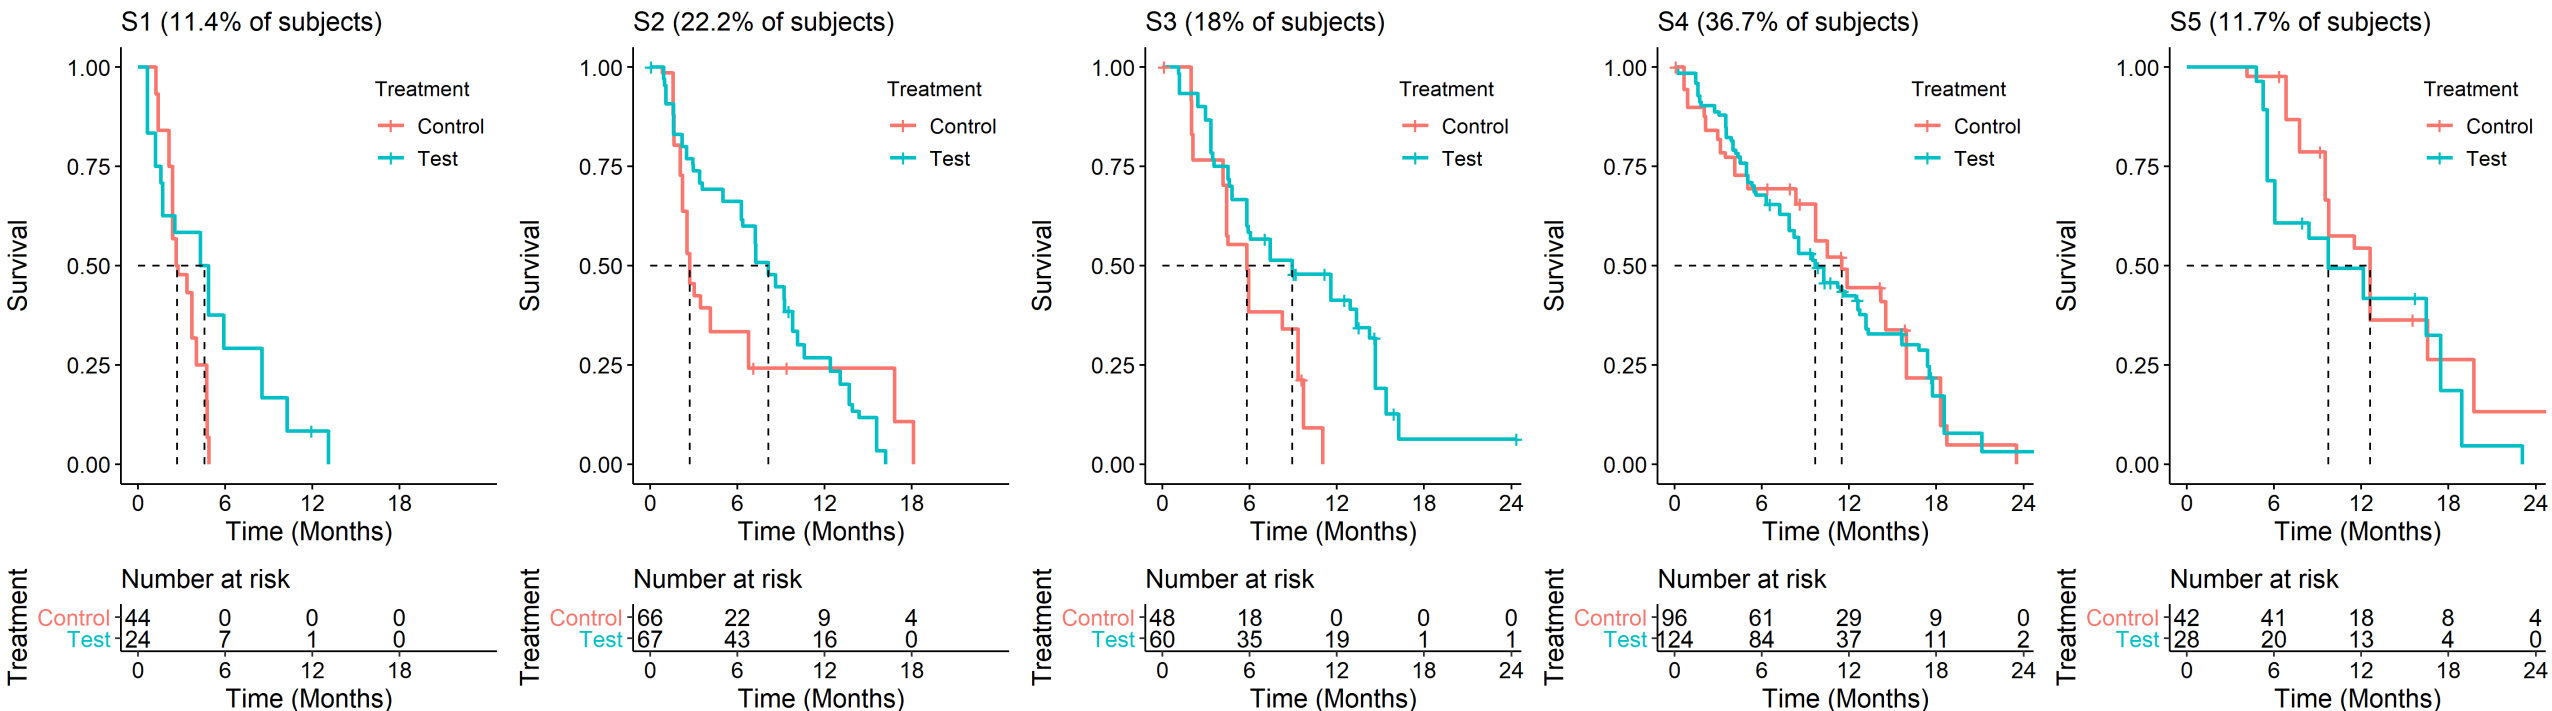 S1 (11.4% of subjects)
1.00
0.75
0.50
0.25
0.00
Survival
Treatment
Control
Test
0 6 12 18
Time (Months)
Number at risk
Treatment
Control 44 0 0 0
Test 24 7 1 0
0 6 12 18
Time (Months)
S2 (22.2% of subjects)
1.00
0.75
0.50
0.25
0.00
Survival
Treatment
Control
Test
0 6 12 18
Time (Months)
Number at risk
Treatment
Control 66 22 9 4
Test 67 43 16 0
0 6 12 18
Time (Months)
S3 (18% of subjects)
1.00
0.75
0.50
0.25
0.00
Survival
Treatment
Control
Test
0 6 12 18 24
Time (Months)
Number at risk
Treatment
Control 48 18 0 0 0
Test 60 35 19 1 1
0 6 12 18 24
Time (Months)
S4 (36.7% of subjects)
1.00
0.75
0.50
0.25
0.00
Survival
Treatment
Control
Test
0 6 12 18 24
Time (Months)
Number at risk
Treatment
Control 96 61 29 9 0
Test 124 84 37 11 2
0 6 12 18 24
Time (Months)
S5 (11.7% of subjects)
1.00
0.75
0.50
0.25
0.00
Survival
Treatment
Control
Test
0 6 12 18 24
Time (Months)
Number at risk
Treatment
Control 42 41 18 8 4
Test 28 20 13 4 0
0 6 12 18 24
Time (Months)